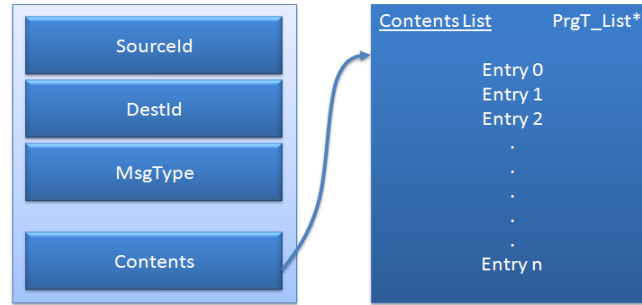 SourceId
DestId
MsgType
Contents
Contents List PrgT_List*
Entry 0
Entry 1
Entry 2
.
.
.
.
.
Entry n